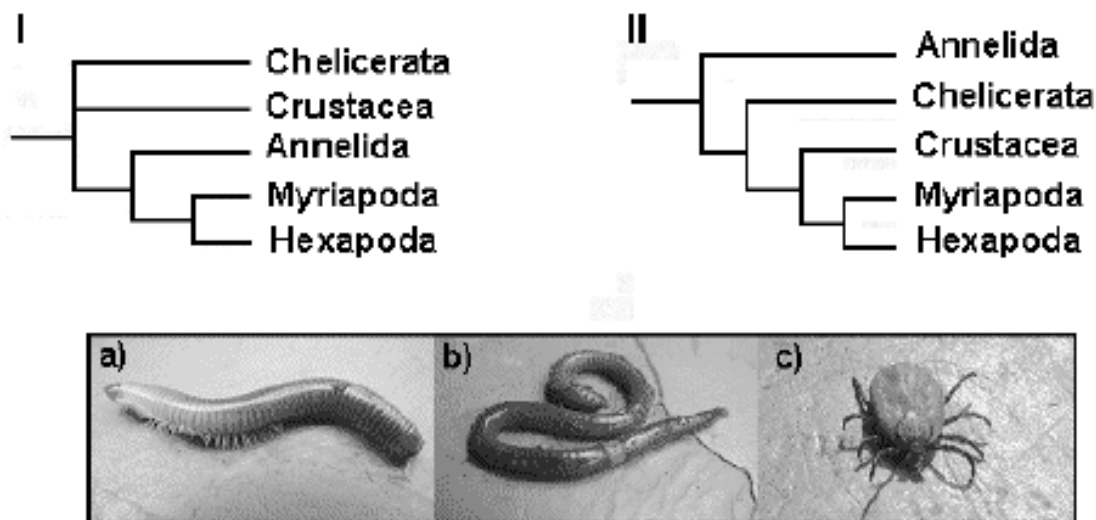 I
Chelicerata
Crustacea
Annelida
Myriapoda
Hexapoda
II
Annelida
Chelicerata
Crustacea
Myriapoda
Hexapoda
a)
b)
c)